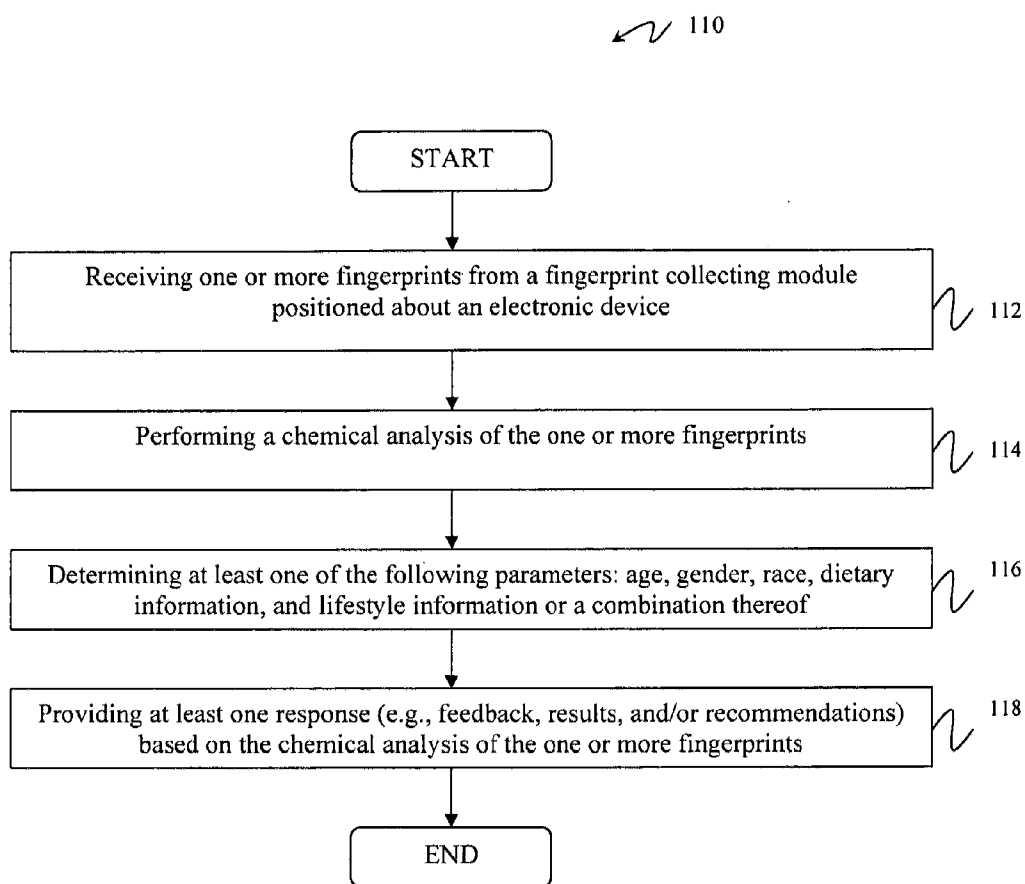 110
START
Receiving one or more fingerprints from a fingerprint collecting module
positioned about an electronic device
112
Performing a chemical analysis of the one or more fingerprints
114
Determining at least one of the following parameters: age, gender, race, dietary
information, and lifestyle information or a combination thereof
116
Providing at least one response (e.g., feedback, results, and/or recommendations)
based on the chemical analysis of the one or more fingerprints
118
END